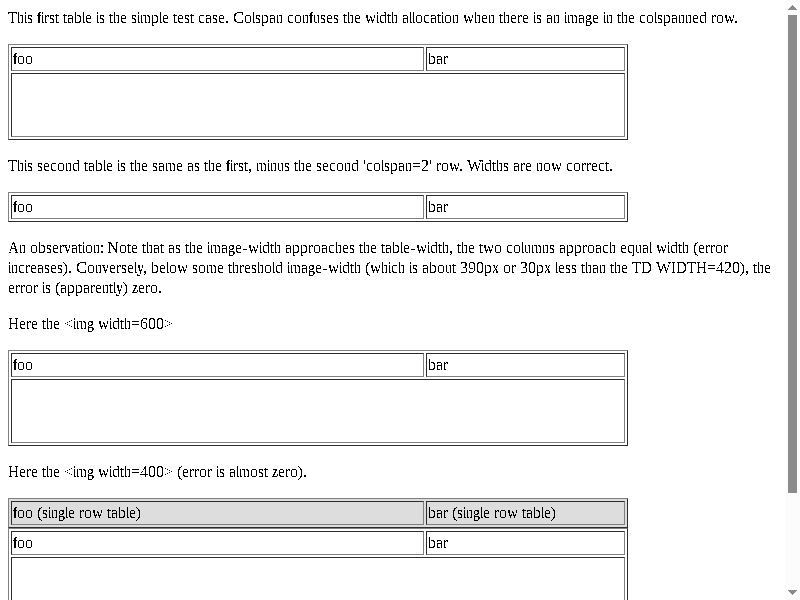 This first table is the simple test case. Colspan confuses the width allocation when there is an image in the colspanned row.
foo bar
This second table is the same as the first, minus the second 'colspan=2' row. Widths are now correct.
foo bar
An observation: Note that as the image-width approaches the table-width, the two columns approach equal width (error
increases). Conversely, below some threshold image-width (which is about 390px or 30px less than the TD WIDTH=420), the
error is (apparently) zero.
Here the <img width=600>
foo bar
Here the <img width=400> (error is almost zero).
foo (single row table) bar (single row table)
foo bar